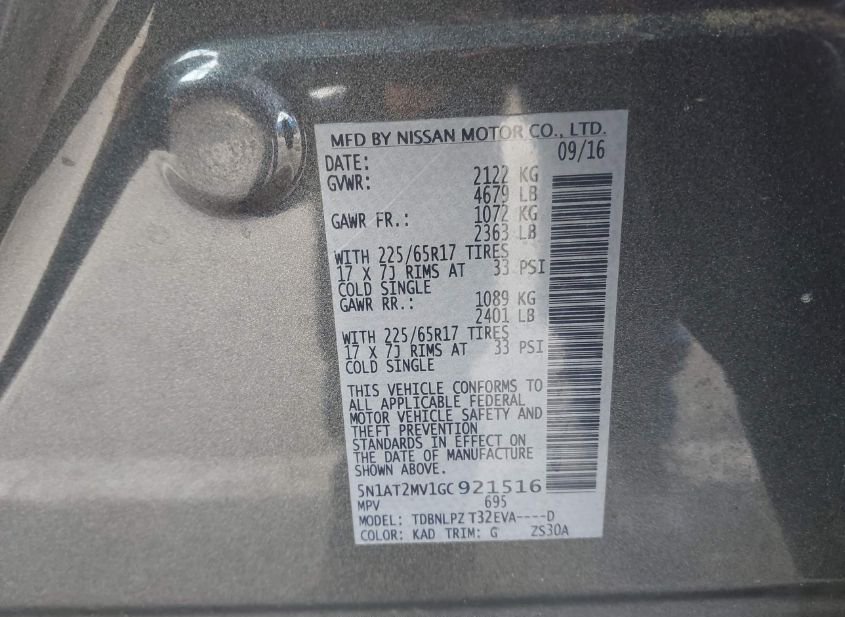 MFD BY NISSAN MOTOR CO., LTD.
DATE: 09/16
GVWR: 2122 KG
4679 LB
GAWR FR.: 1072 KG
2363 LB
WITH 225/65R17 TIRES
17 X 7J RIMS AT 33 PSI
COLD SINGLE
GAWR RR.: 1089 KG
2401 LB
WITH 225/65R17 TIRES
17 X 7J RIMS AT 33 PSI
COLD SINGLE
THIS VEHICLE CONFORMS TO
ALL APPLICABLE FEDERAL
MOTOR VEHICLE SAFETY AND
THEFT PREVENTION
STANDARDS IN EFFECT ON
THE DATE OF MANUFACTURE
SHOWN ABOVE.
5N1AT2MV1GC921516
MPV 695
MODEL: TDBNLPZ T32EVA----D
COLOR: KAD TRIM: G ZS30A